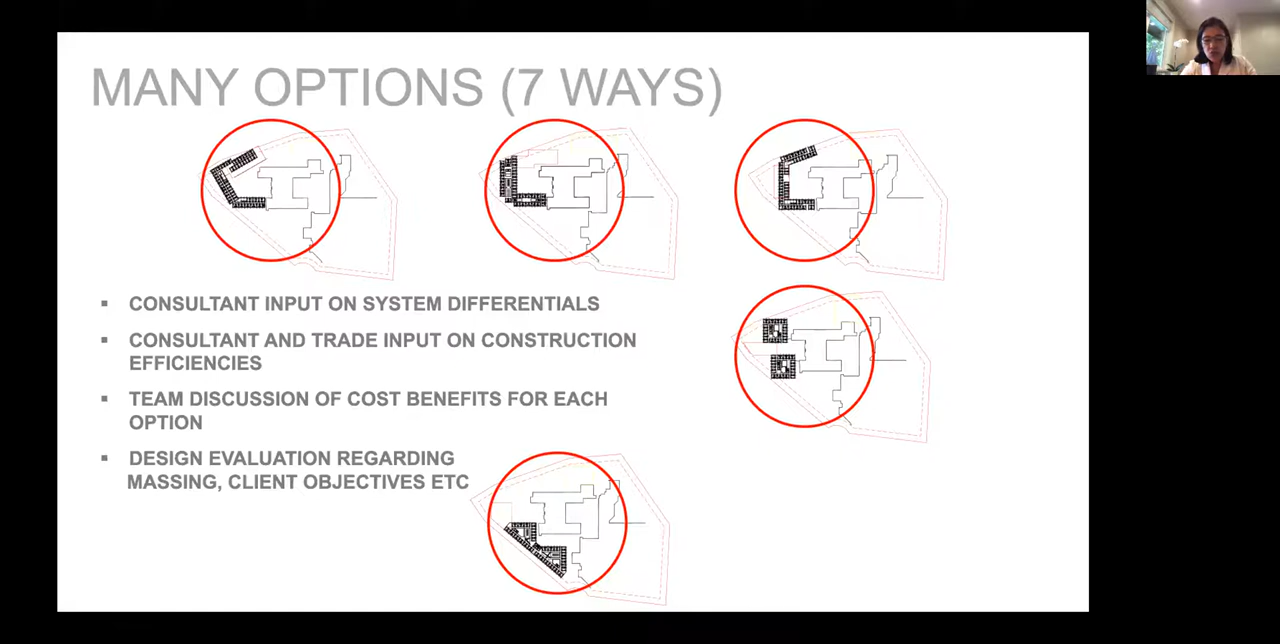 MANY OPTIONS (7 WAYS)
▪ CONSULTANT INPUT ON SYSTEM DIFFERENTIALS
▪ CONSULTANT AND TRADE INPUT ON CONSTRUCTION
EFFICIENCIES
▪ TEAM DISCUSSION OF COST BENEFITS FOR EACH
OPTION
▪ DESIGN EVALUATION REGARDING
MASSING, CLIENT OBJECTIVES ETC